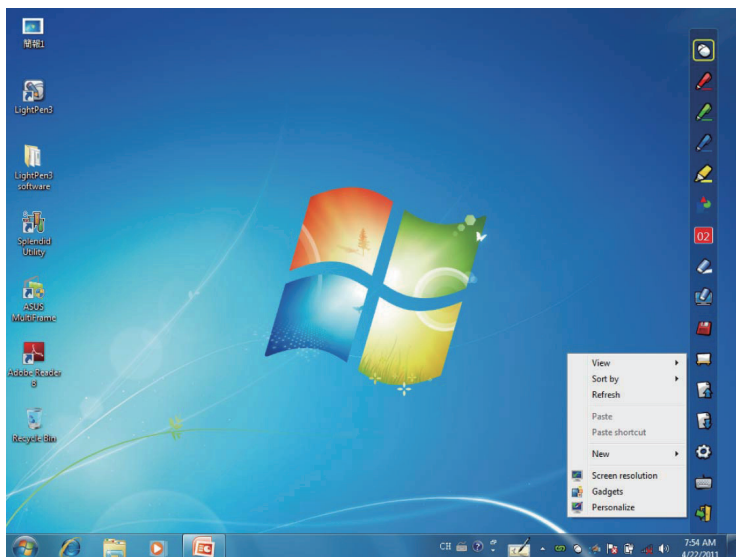 簡報1
LightPen3
LightPen3
software
Splendid
Utility
ASUS
MultiFrame
Adobe Reader
8
Recycle Bin
02
View
Sort by
Refresh
Paste
Paste shortcut
New
Screen resolution
Gadgets
Personalize
CH
7:54 AM
4/22/2011